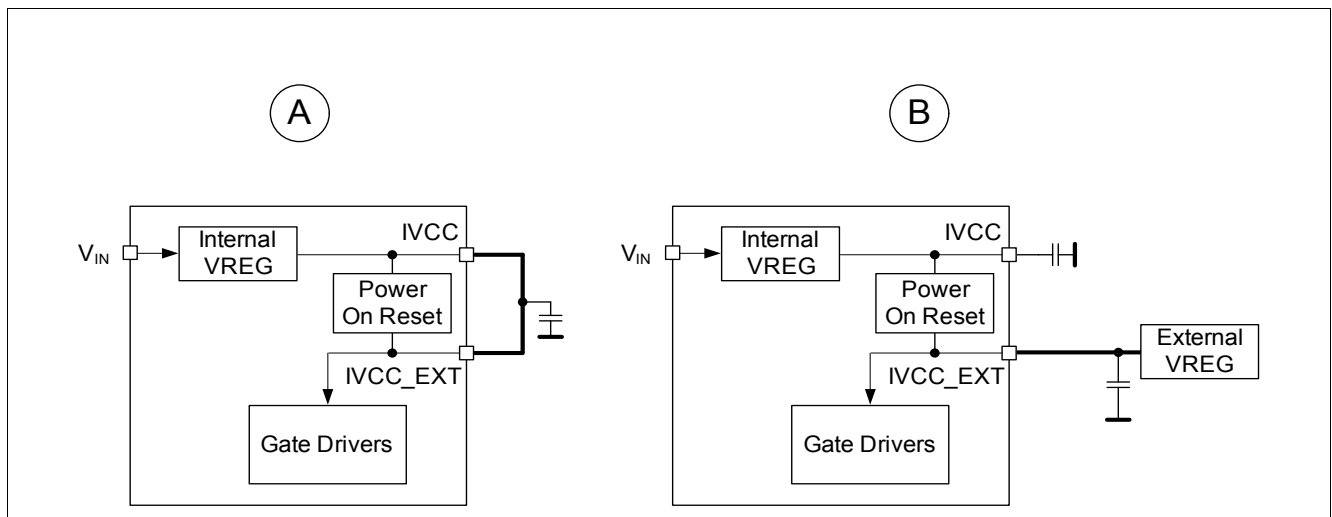 A
V_IN
Internal
VREG
IVCC
Power
On Reset
IVCC_EXT
Gate Drivers
B
V_IN
Internal
VREG
IVCC
Power
On Reset
IVCC_EXT
Gate Drivers
External
VREG